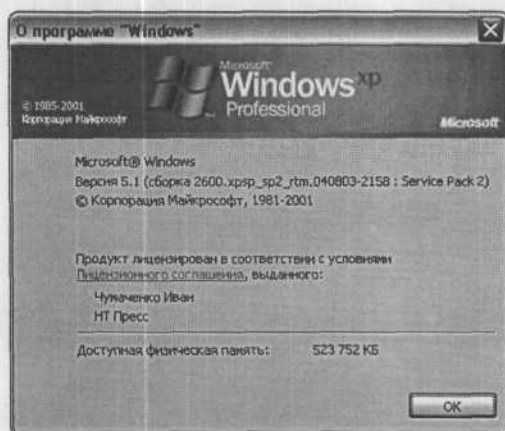 О программе "Windows"
Microsoft®
Windows xp
Professional
© 1985-2001
Корпорация Майкрософт
Microsoft
Microsoft® Windows
Версия 5.1 (сборка 2600.xpsp_sp2_rtm.040803-2158 : Service Pack 2)
© Корпорация Майкрософт, 1981-2001
Продукт лицензирован в соответствии с условиями
Лицензионного соглашения, выданного:
Чумаченко Иван
НТ Пресс
Доступная физическая память: 523 752 КБ
ОК